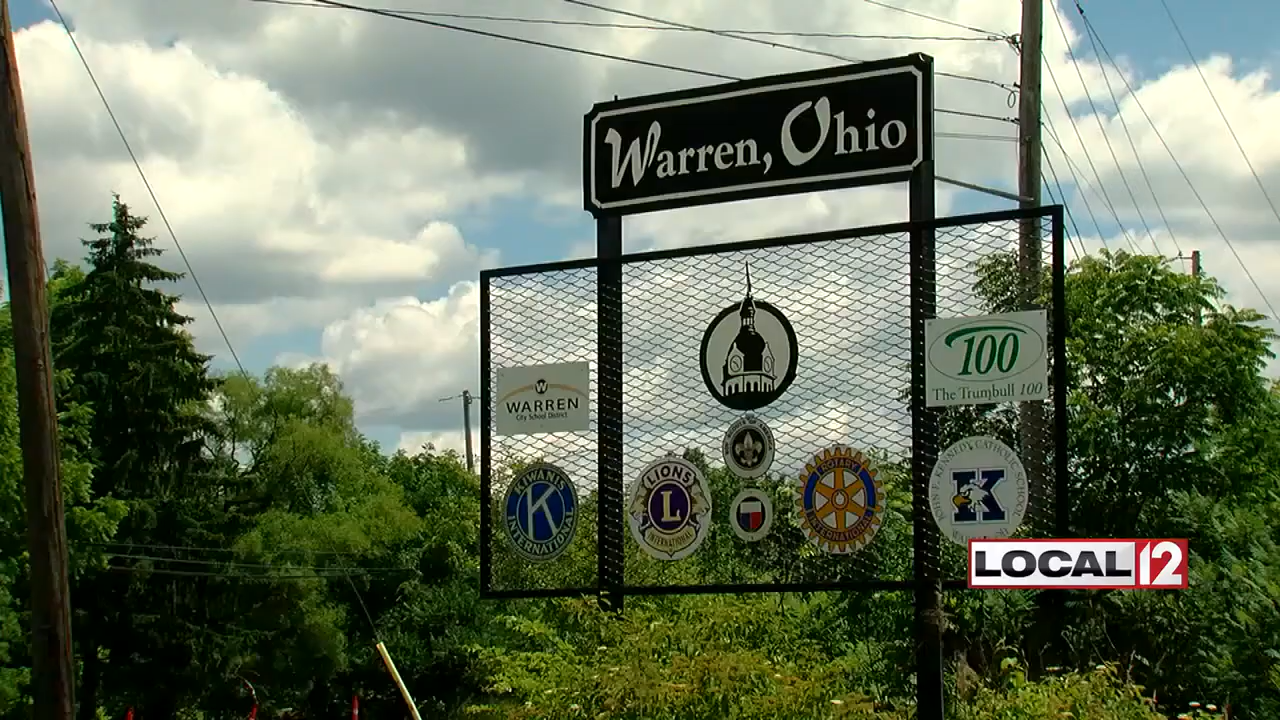 Warren, Ohio
W
WARREN
City School District
100
The Trumbull 100
KIWANIS
K
INTERNATIONAL
LIONS
L
INTERNATIONAL
ROTARY
INTERNATIONAL
JOHN F. KENNEDY CATHOLIC SCHOOL
K
LOCAL 12